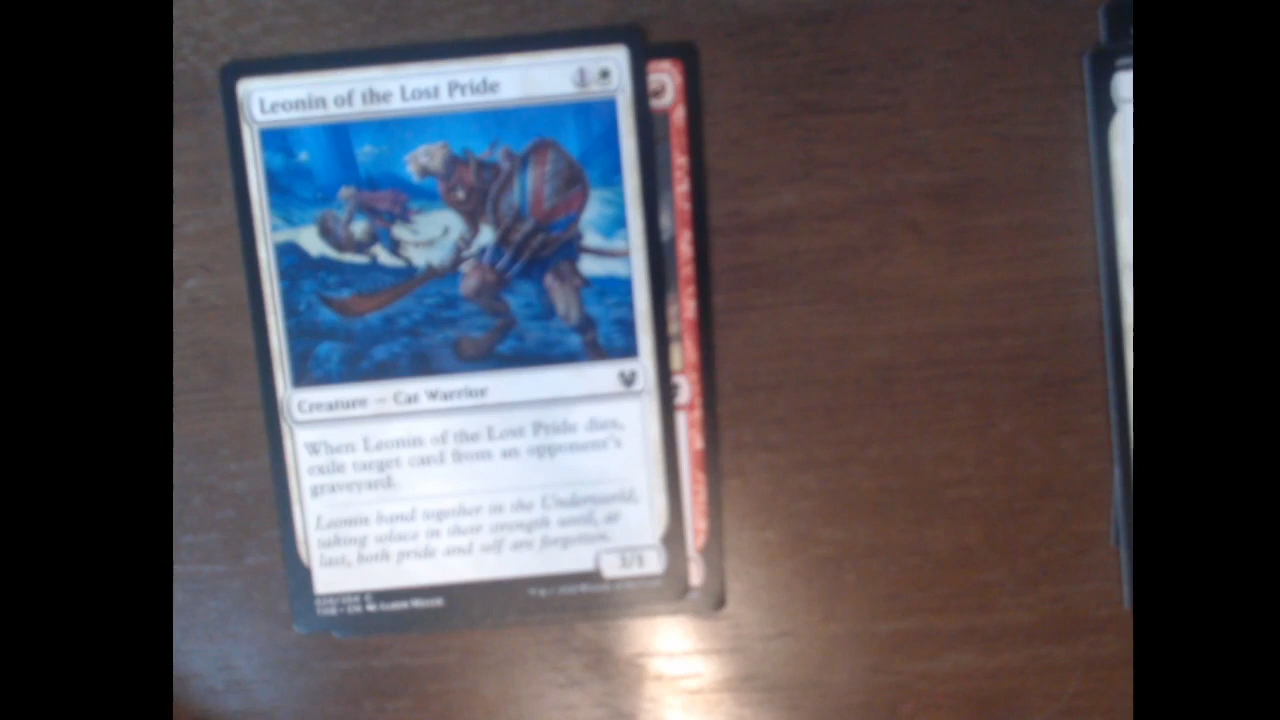 Leonin of the Lost Pride 1
Creature — Cat Warrior
When Leonin of the Lost Pride dies,
exile target card from an opponent's
graveyard.
Leonin band together in the Underworld,
taking solace in their strength until, at
last, both pride and self are forgotten.
THB • EN